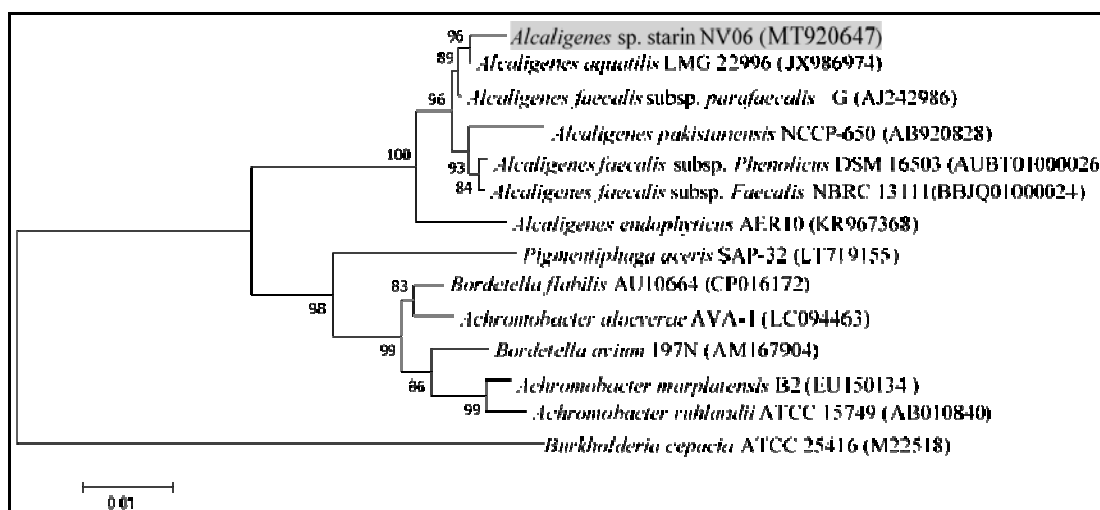 96
Alcaligenes sp. starin NV06 (MT920647)
89
Alcaligenes aquatilis LMG 22996 (JX986974)
96
Alcaligenes faecalis subsp. parafaecalis G (AJ242986)
Alcaligenes pakistanensis NCCP-650 (AB920828)
100
93
Alcaligenes faecalis subsp. Phenolicus DSM 16503 (AUBT01000026
84
Alcaligenes faecalis subsp. Faecalis NBRC 13111(BBJQ01000024)
Alcaligenes endophyticus AER10 (KR967368)
Pigmentiphaga aceris SAP-32 (LT719155)
83
Bordetella flabilis AU10664 (CP016172)
98
Achromobacter aloeverae AVA-1 (LC094463)
99
Bordetella avium 197N (AM167904)
86
Achromobacter marplatensis B2 (EU150134 )
99
Achromobacter ruhlandii ATCC 15749 (AB010840)
Burkholderia cepacia ATCC 25416 (M22518)
0.01